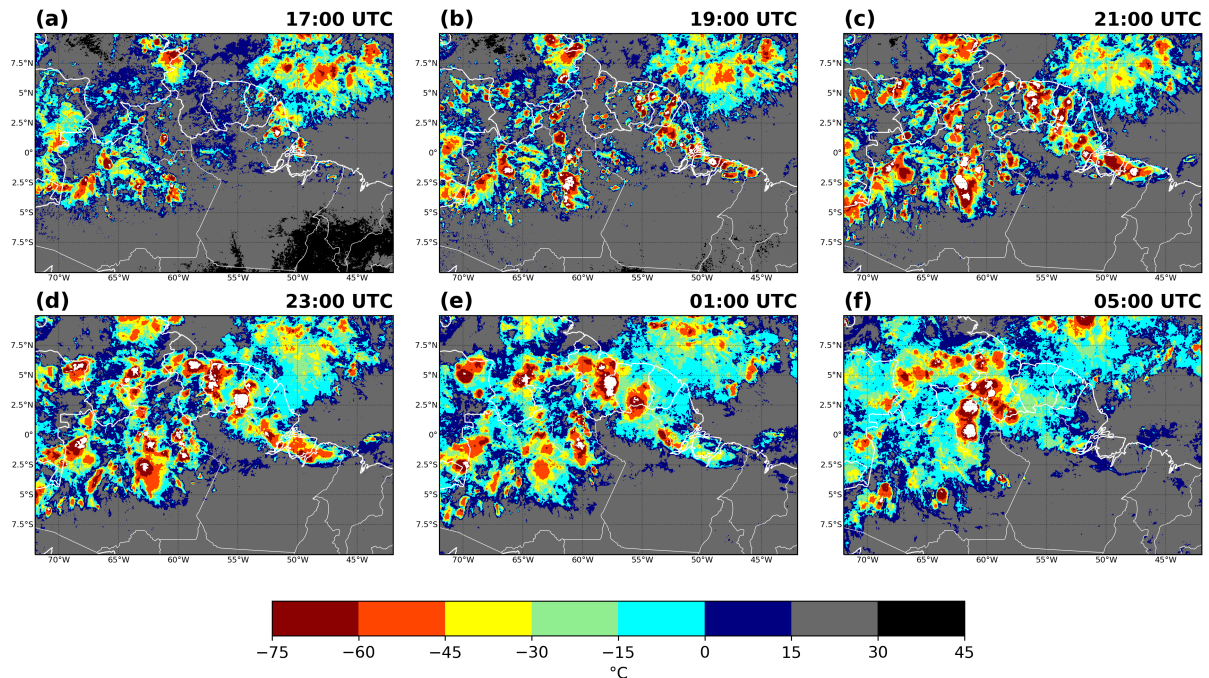 (a) 17:00 UTC (b) 19:00 UTC (c) 21:00 UTC
7.5°N 7.5°N 7.5°N
5°N 5°N 5°N
2.5°N 2.5°N 2.5°N
0° 0° 0°
2.5°S 2.5°S 2.5°S
5°S 5°S 5°S
7.5°S 7.5°S 7.5°S
70°W 65°W 60°W 55°W 50°W 45°W 70°W 65°W 60°W 55°W 50°W 45°W 70°W 65°W 60°W 55°W 50°W 45°W
(d) 23:00 UTC (e) 01:00 UTC (f) 05:00 UTC
7.5°N 7.5°N 7.5°N
5°N 5°N 5°N
2.5°N 2.5°N 2.5°N
0° 0° 0°
2.5°S 2.5°S 2.5°S
5°S 5°S 5°S
7.5°S 7.5°S 7.5°S
70°W 65°W 60°W 55°W 50°W 45°W 70°W 65°W 60°W 55°W 50°W 45°W 70°W 65°W 60°W 55°W 50°W 45°W
−75 −60 −45 −30 −15 0 15 30 45
°C